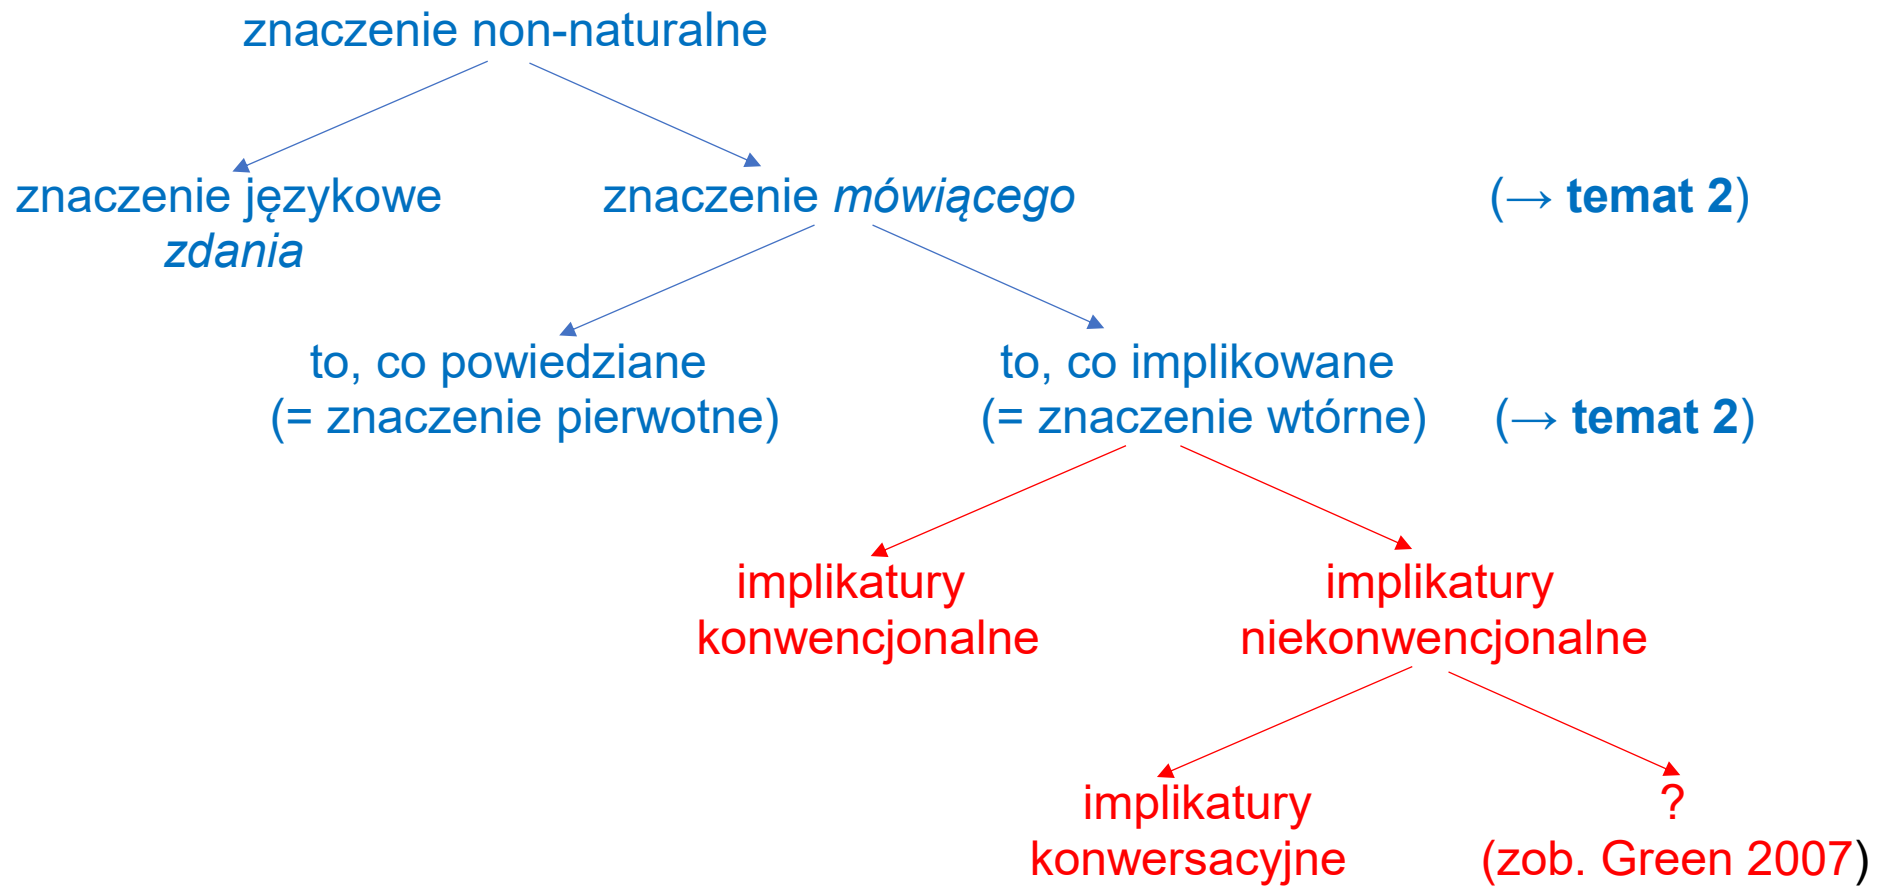 znaczenie non-naturalne
znaczenie językowe
zdania
znaczenie mówiącego
(→ temat 2)
to, co powiedziane
(= znaczenie pierwotne)
to, co implikowane
(= znaczenie wtórne)
(→ temat 2)
implikatury
konwencjonalne
implikatury
niekonwencjonalne
implikatury
konwersacyjne
?
(zob. Green 2007)